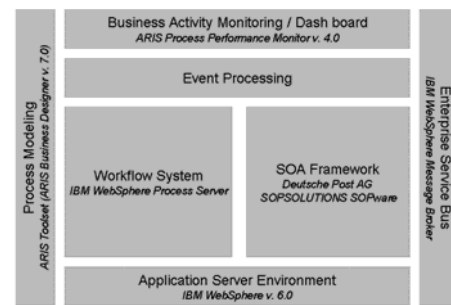 Business Activity Monitoring / Dash board
ARIS Process Performance Monitor v. 4.0
Process Modeling
ARIS Toolset (ARIS Business Designer v. 7.0)
Event Processing
Workflow System
IBM WebSphere Process Server
SOA Framework
Deutsche Post AG
SOPSOLUTIONS SOPware
Enterprise Service Bus
IBM WebSphere Message Broker
Application Server Environment
IBM WebSphere v. 6.0